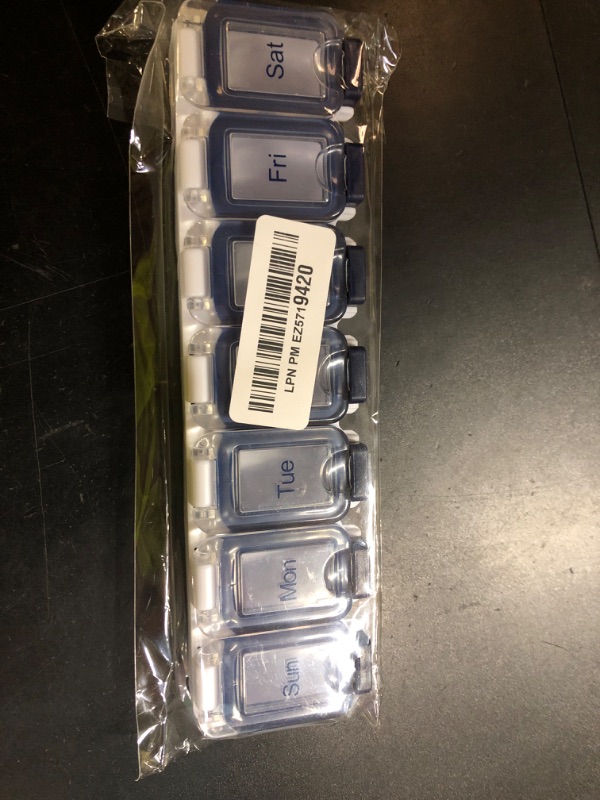 Sat
Fri
LPN PM EZ5719420
Tue
Mon
Sun